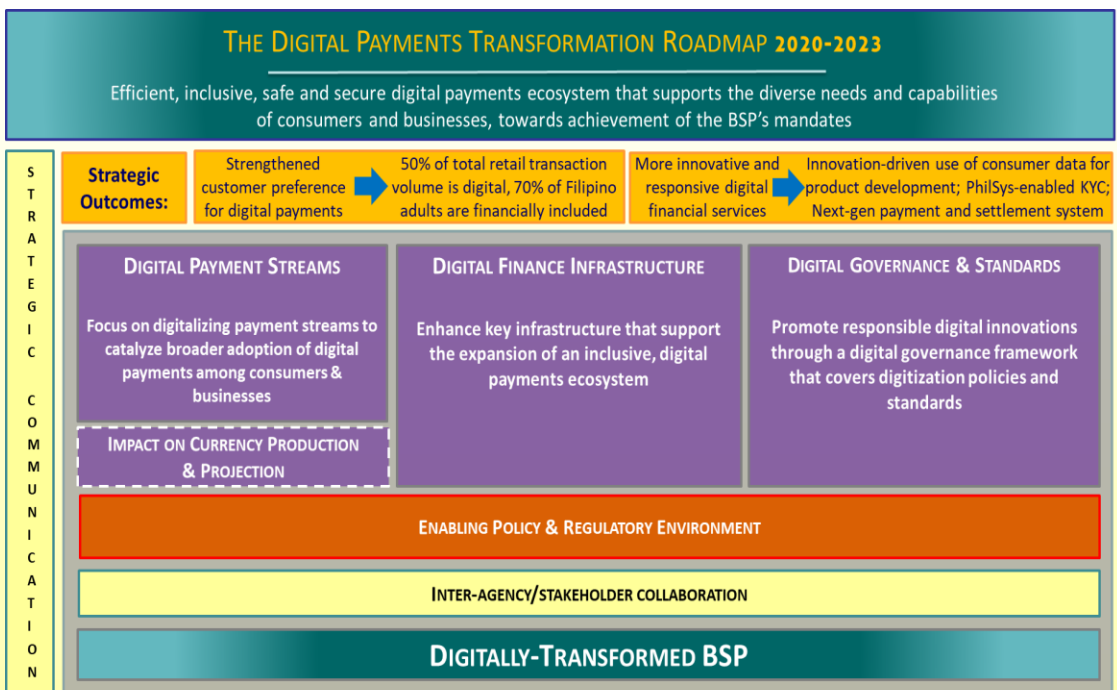 THE DIGITAL PAYMENTS TRANSFORMATION ROADMAP 2020-2023
Efficient, inclusive, safe and secure digital payments ecosystem that supports the diverse needs and capabilities
of consumers and businesses, towards achievement of the BSP's mandates
STRATEGIC COMMUNICATION
Strategic
Outcomes:
Strengthened
customer preference
for digital payments
50% of total retail transaction
volume is digital, 70% of Filipino
adults are financially included
More innovative and
responsive digital
financial services
Innovation-driven use of consumer data for
product development; PhilSys-enabled KYC;
Next-gen payment and settlement system
DIGITAL PAYMENT STREAMS
Focus on digitalizing payment streams to
catalyze broader adoption of digital
payments among consumers &
businesses
IMPACT ON CURRENCY PRODUCTION
& PROJECTION
DIGITAL FINANCE INFRASTRUCTURE
Enhance key infrastructure that support
the expansion of an inclusive, digital
payments ecosystem
DIGITAL GOVERNANCE & STANDARDS
Promote responsible digital innovations
through a digital governance framework
that covers digitization policies and
standards
ENABLING POLICY & REGULATORY ENVIRONMENT
INTER-AGENCY/STAKEHOLDER COLLABORATION
DIGITALLY-TRANSFORMED BSP